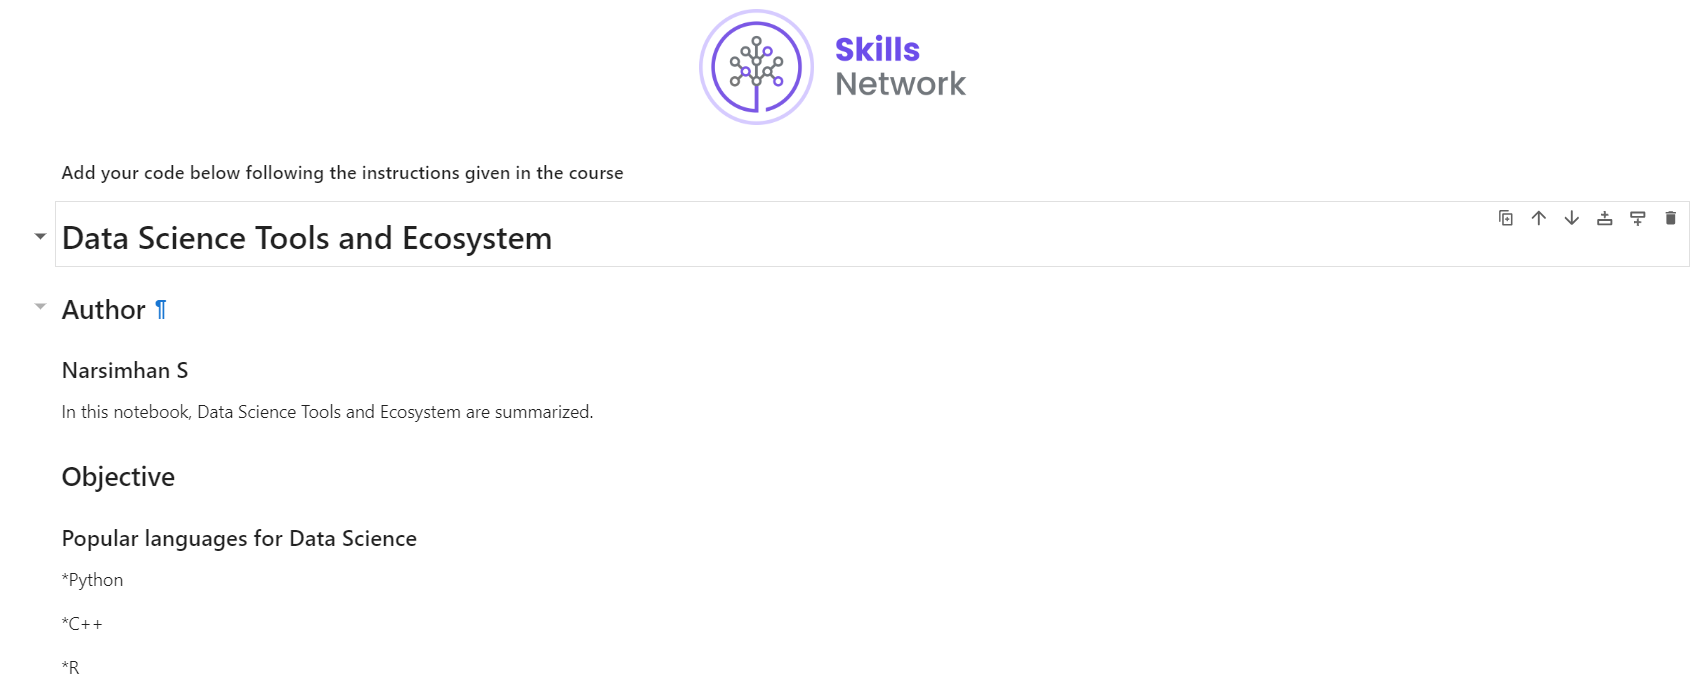 Skills
Network
Add your code below following the instructions given in the course
Data Science Tools and Ecosystem
Author ¶
Narsimhan S
In this notebook, Data Science Tools and Ecosystem are summarized.
Objective
Popular languages for Data Science
*Python
*C++
*R